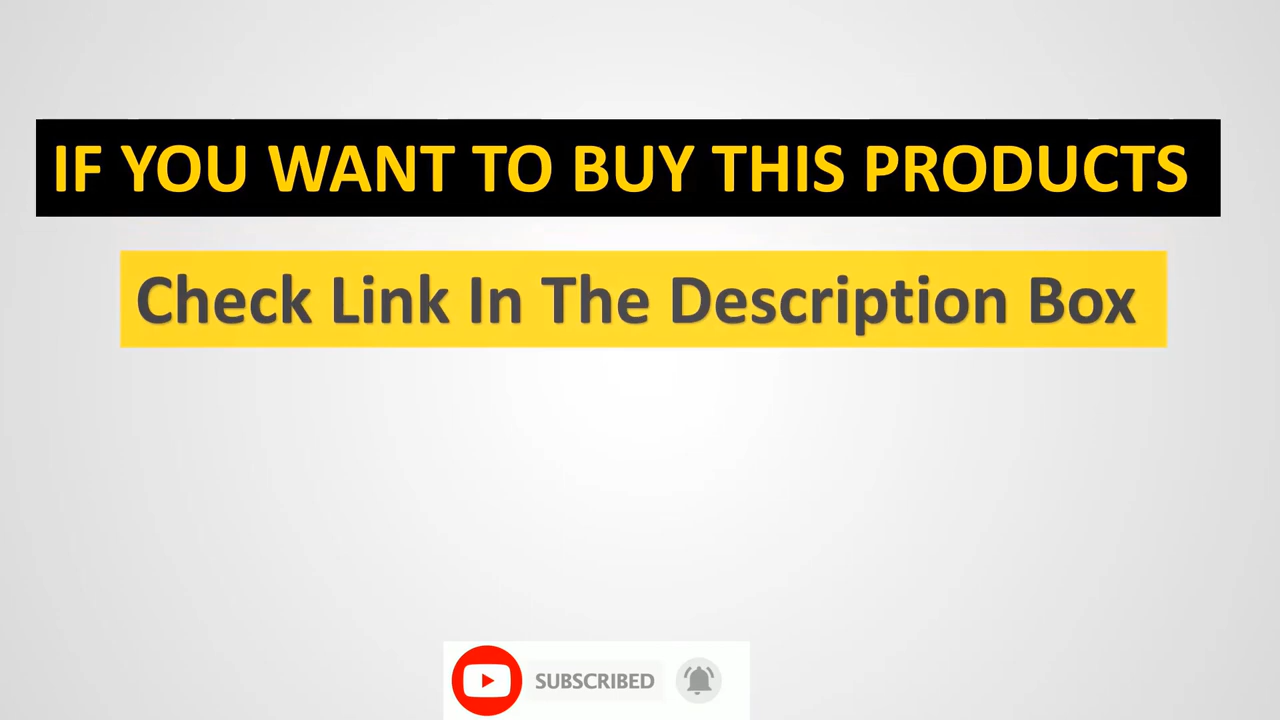 IF YOU WANT TO BUY THIS PRODUCTS
Check Link In The Description Box
SUBSCRIBED